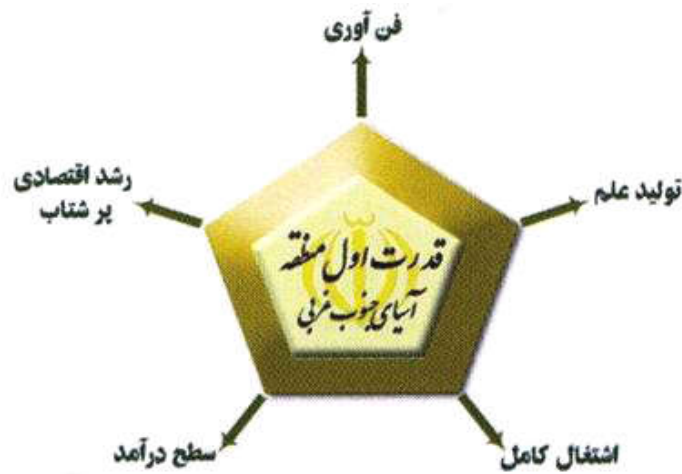 فن آوری
تولید علم
رشد اقتصادی
پر شتاب
قدرت اول منطقه
آسیای جنوب غربی
اشتغال کامل
سطح درآمد